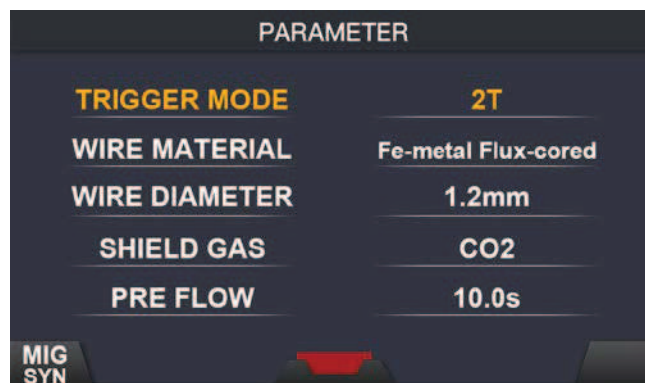 PARAMETER
TRIGGER MODE 2T
WIRE MATERIAL Fe-metal Flux-cored
WIRE DIAMETER 1.2mm
SHIELD GAS CO2
PRE FLOW 10.0s
MIG
SYN